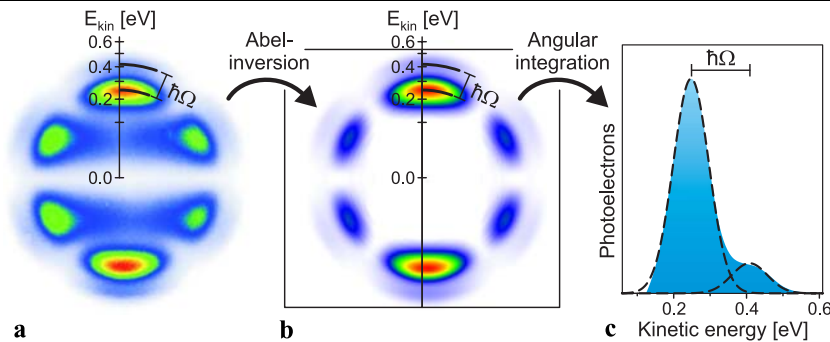 E_kin [eV]
0.6
0.4
0.2
0.0
ħΩ
a
Abel-
inversion
E_kin [eV]
0.6
0.4
0.2
0.0
ħΩ
b
Angular
integration
ħΩ
Photoelectrons
0.2
0.4
0.6
Kinetic energy [eV]
c